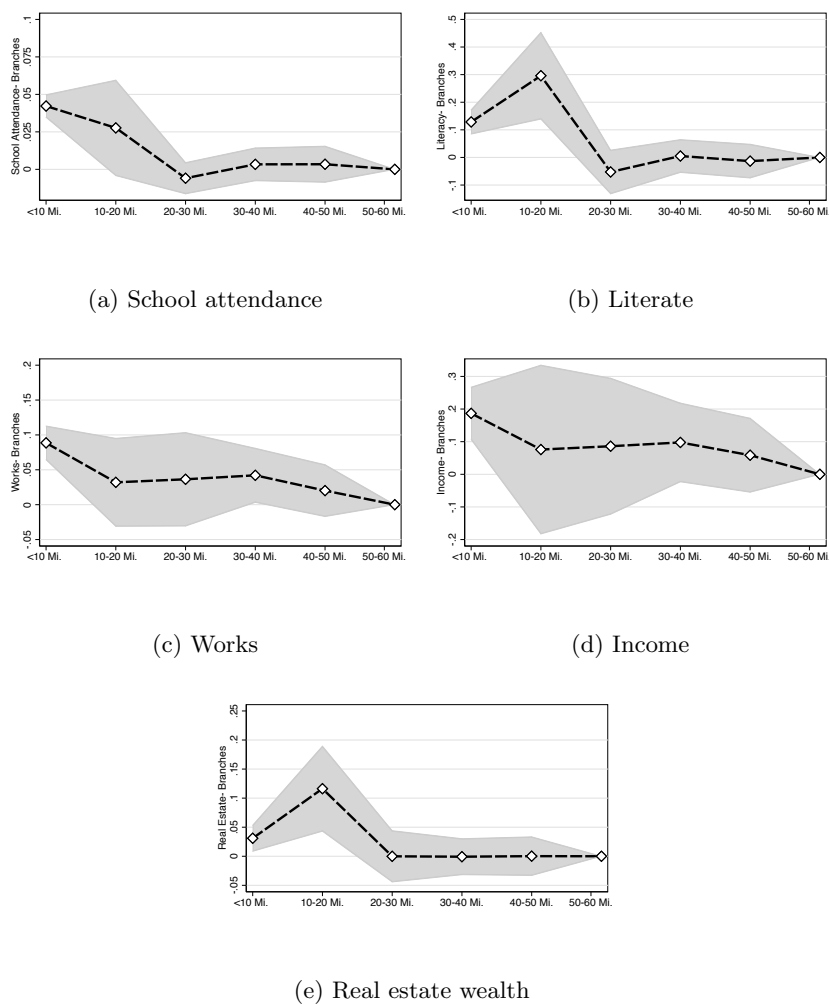 School Attendance- Branches
.1
.075
.05
.025
0
<10 Mi. 10-20 Mi. 20-30 Mi. 30-40 Mi. 40-50 Mi. 50-60 Mi.
(a) School attendance
Literacy- Branches
.5
.4
.3
.2
.1
0
-.1
<10 Mi. 10-20 Mi. 20-30 Mi. 30-40 Mi. 40-50 Mi. 50-60 Mi.
(b) Literate
Works- Branches
.2
.15
.1
.05
0
-.05
<10 Mi. 10-20 Mi. 20-30 Mi. 30-40 Mi. 40-50 Mi. 50-60 Mi.
(c) Works
Income- Branches
.3
.2
.1
0
-.1
-.2
<10 Mi. 10-20 Mi. 20-30 Mi. 30-40 Mi. 40-50 Mi. 50-60 Mi.
(d) Income
Real Estate- Branches
.25
.2
.15
.1
.05
0
-.05
<10 Mi. 10-20 Mi. 20-30 Mi. 30-40 Mi. 40-50 Mi. 50-60 Mi.
(e) Real estate wealth